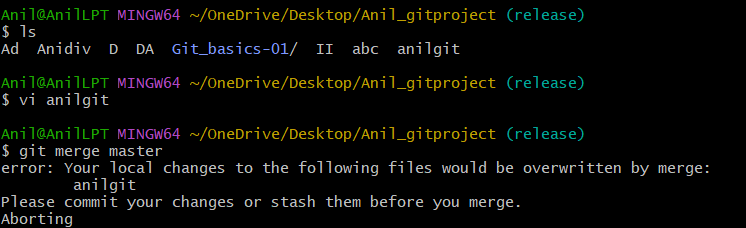 Anil@AnilLPT MINGW64 ~/OneDrive/Desktop/Anil_gitproject (release)
$ ls
Ad  Anidiv  D  DA  Git_basics-01/  II  abc  anilgit
Anil@AnilLPT MINGW64 ~/OneDrive/Desktop/Anil_gitproject (release)
$ vi anilgit
Anil@AnilLPT MINGW64 ~/OneDrive/Desktop/Anil_gitproject (release)
$ git merge master
error: Your local changes to the following files would be overwritten by merge:
        anilgit
Please commit your changes or stash them before you merge.
Aborting